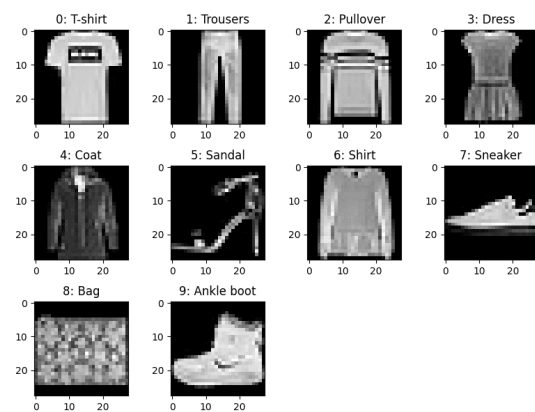 0: T-shirt 1: Trousers 2: Pullover 3: Dress
0 0 0 0
10 10 10 10
20 20 20 20
0 10 20 0 10 20 0 10 20 0 10 20
4: Coat 5: Sandal 6: Shirt 7: Sneaker
0 0 0 0
10 10 10 10
20 20 20 20
0 10 20 0 10 20 0 10 20 0 10 20
8: Bag 9: Ankle boot
0 0
10 10
20 20
0 10 20 0 10 20